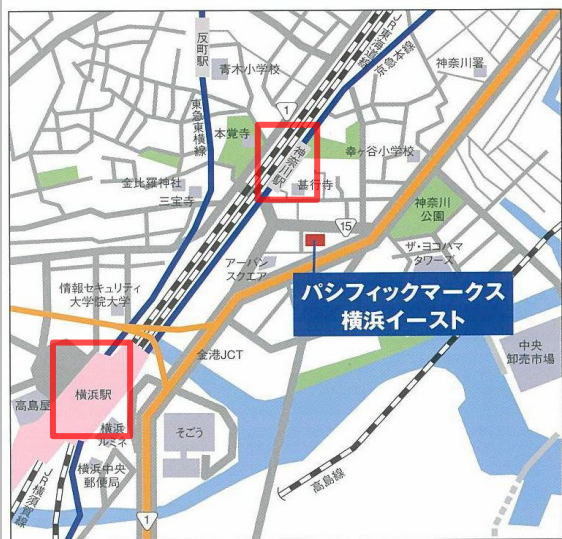 反町駅
青木小学校
JR東海道線
京急本線
神奈川署
1
東急東横線
本覚寺
神奈川駅
幸ヶ谷小学校
金比羅神社
三宝寺
甚行寺
神奈川
公園
15
アーバン
スクエア
ザ・ヨコハマ
タワーズ
情報セキュリティ
大学院大学
パシフィックマークス
横浜イースト
金港JCT
中央
卸売市場
横浜駅
高島屋
横浜
ルミネ
そごう
横浜中央
郵便局
高島線
JR横須賀線
1